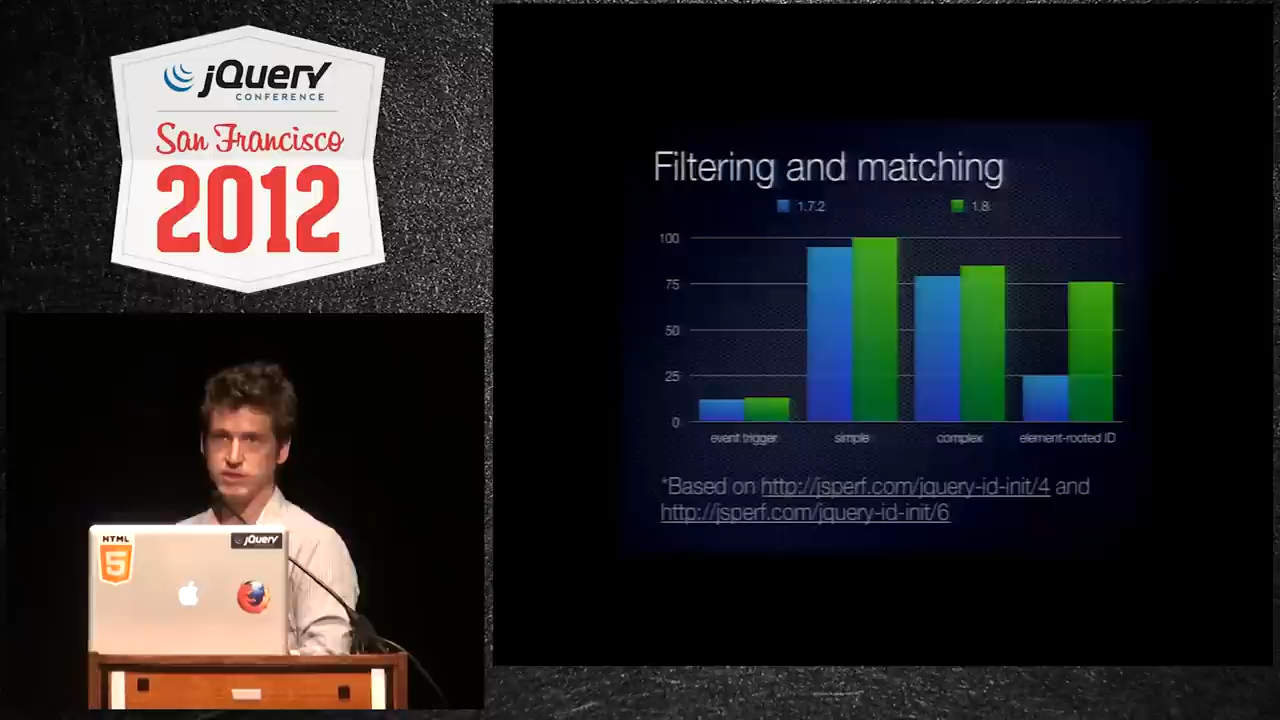 jQuery
CONFERENCE
San Francisco
2012
Filtering and matching
1.7.2
1.8
100
75
50
25
0
event trigger
simple
complex
element-rooted ID
*Based on http://jsperf.com/jquery-id-init/4 and
http://jsperf.com/jquery-id-init/6
HTML
5
jQuery